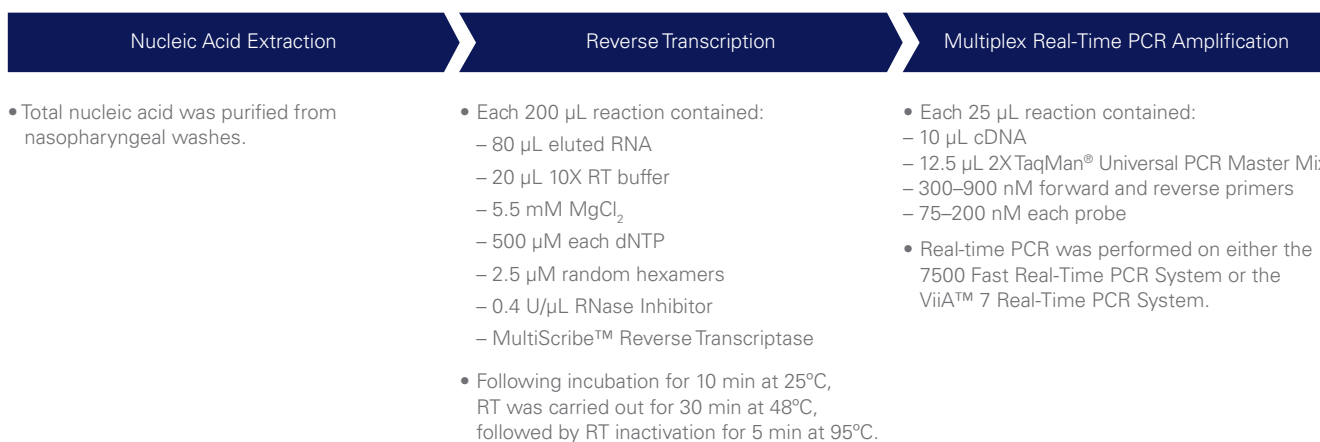 Nucleic Acid Extraction
• Total nucleic acid was purified from
nasopharyngeal washes.
Reverse Transcription
• Each 200 µL reaction contained:
– 80 µL eluted RNA
– 20 µL 10X RT buffer
– 5.5 mM MgCl₂
– 500 µM each dNTP
– 2.5 µM random hexamers
– 0.4 U/µL RNase Inhibitor
– MultiScribe™ Reverse Transcriptase
• Following incubation for 10 min at 25ºC,
RT was carried out for 30 min at 48ºC,
followed by RT inactivation for 5 min at 95ºC.
Multiplex Real-Time PCR Amplification
• Each 25 µL reaction contained:
– 10 µL cDNA
– 12.5 µL 2X TaqMan® Universal PCR Master Mix
– 300–900 nM forward and reverse primers
– 75–200 nM each probe
• Real-time PCR was performed on either the
7500 Fast Real-Time PCR System or the
ViiA™ 7 Real-Time PCR System.